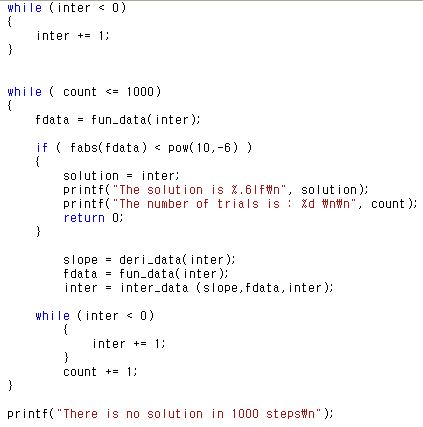 while (inter < 0)
{
    inter += 1;
}
while ( count <= 1000)
{
    fdata = fun_data(inter);
    if ( fabs(fdata) < pow(10,-6) )
    {
        solution = inter;
        printf("The solution is %.6lf₩n", solution);
        printf("The number of trials is : %d ₩n₩n", count);
        return 0;
    }
        slope = deri_data(inter);
        fdata = fun_data(inter);
        inter = inter_data (slope,fdata,inter);
    while (inter < 0)
        {
            inter += 1;
        }
        count += 1;
}
printf("There is no solution in 1000 steps₩n");